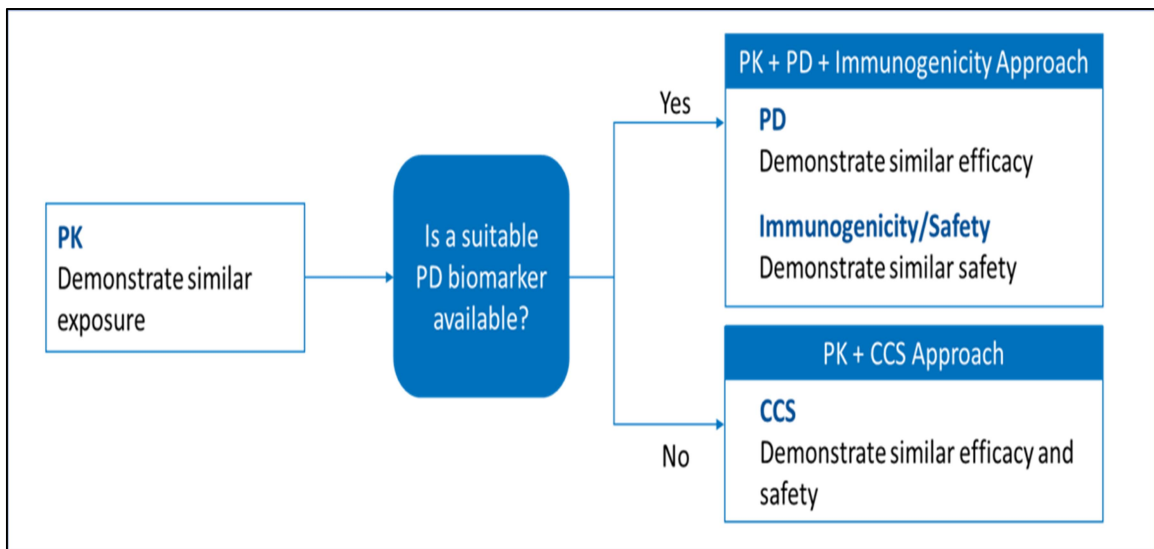 PK
Demonstrate similar
exposure
Is a suitable
PD biomarker
available?
Yes
PK + PD + Immunogenicity Approach
PD
Demonstrate similar efficacy
Immunogenicity/Safety
Demonstrate similar safety
No
PK + CCS Approach
CCS
Demonstrate similar efficacy and
safety